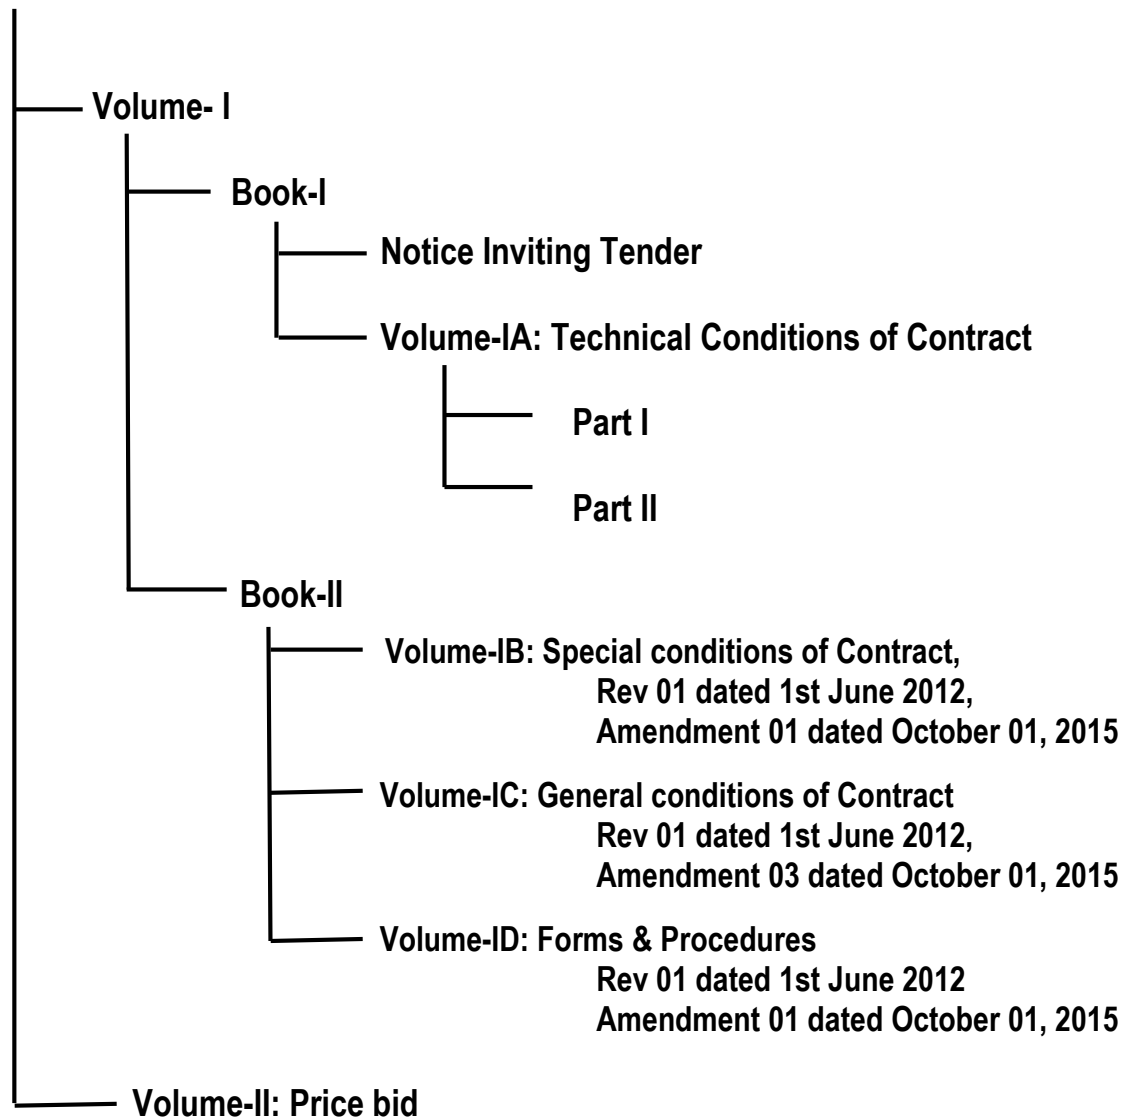 Volume- I
Book-I
Notice Inviting Tender
Volume-IA: Technical Conditions of Contract
Part I
Part II
Book-II
Volume-IB: Special conditions of Contract,
Rev 01 dated 1st June 2012,
Amendment 01 dated October 01, 2015
Volume-IC: General conditions of Contract
Rev 01 dated 1st June 2012,
Amendment 03 dated October 01, 2015
Volume-ID: Forms & Procedures
Rev 01 dated 1st June 2012
Amendment 01 dated October 01, 2015
Volume-II: Price bid